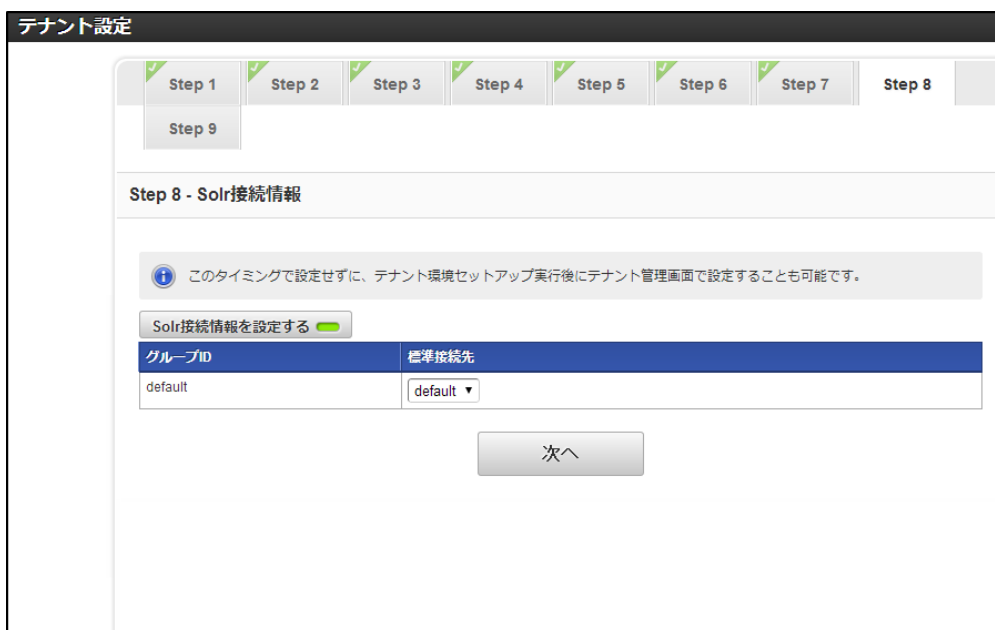 テナント設定
Step 1 Step 2 Step 3 Step 4 Step 5 Step 6 Step 7 Step 8
Step 9
Step 8 - Solr接続情報
このタイミングで設定せずに、テナント環境セットアップ実行後にテナント管理画面で設定することも可能です。
Solr接続情報を設定する
グループID 標準接続先
default default
次へ